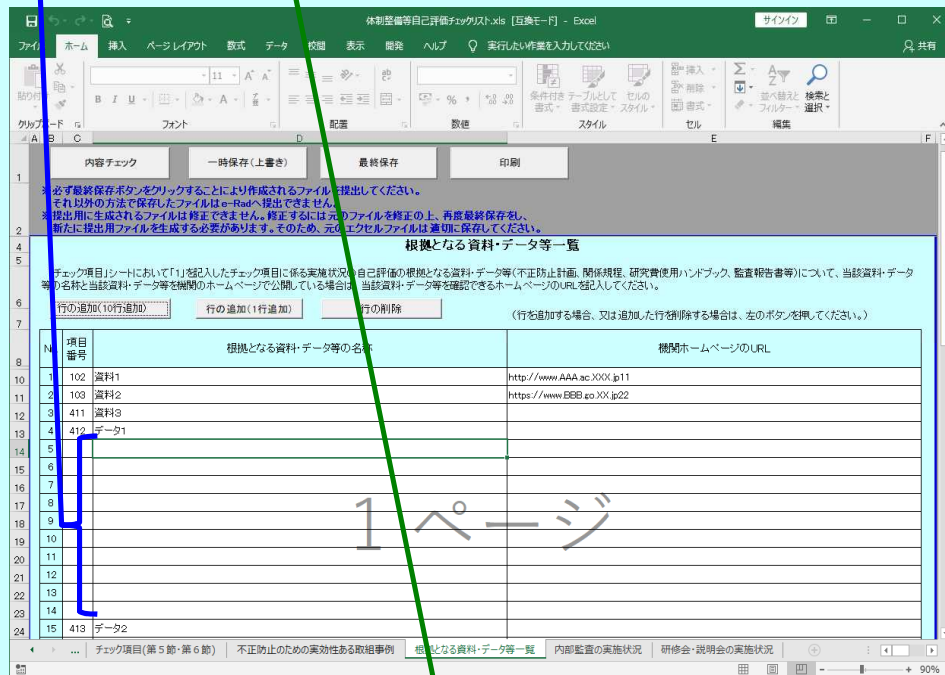 体制整備等自己評価チェックリスト.xls [互換モード] - Excel
サインイン
ホーム 挿入 ページ レイアウト 数式 データ 校閲 表示 開発 ヘルプ 実行したい作業を入力してください 共有
11
B I U
条件付き 書式 テーブルとして 書式設定 セルの スタイル
挿入
削除
書式
並べ替えと フィルター 検索と 選択
フォント 配置 数値 スタイル セル 編集
A B C D E F
内容チェック 一時保存(上書き) 最終保存 印刷
※必ず最終保存ボタンをクリックすることにより作成されるファイルを提出してください。
それ以外の方法で保存したファイルはe-Radへ提出できません。
※提出用に生成されるファイルは修正できません。修正するには元のファイルを修正の上、再度最終保存をし、
新たに提出用ファイルを生成する必要があります。そのため、元のエクセルファイルは適切に保存してください。
根拠となる資料・データ等一覧
チェック項目」シートにおいて「1」を記入したチェック項目に係る実施状況の自己評価の根拠となる資料・データ等(不正防止計画、関係規程、研究費使用ハンドブック、監査報告書等)について、当該資料・データ
等の名称と当該資料・データ等を機関のホームページで公開している場合は、当該資料・データ等を確認できるホームページのURLを記入してください。
行の追加(10行追加) 行の追加(1行追加) 行の削除 (行を追加する場合、又は追加した行を削除する場合は、左のボタンを押してください。)
項目番号 根拠となる資料・データ等の名称 機関ホームページのURL
10 1 102 資料1 http://www.AAA.ac.XXX.jp11
11 2 103 資料2 https://www.BBB.go.XX.jp22
12 3 411 資料3
13 4 412 データ1
14 5
15 6
16 7
17 8
18 9
19 10
20 11
21 12
22 13
23 14
24 15 413 データ2
1 ページ
... チェック項目(第5節・第6節) 不正防止のための実効性ある取組事例 根拠となる資料・データ等一覧 内部監査の実施状況 研修会・説明会の実施状況
90%